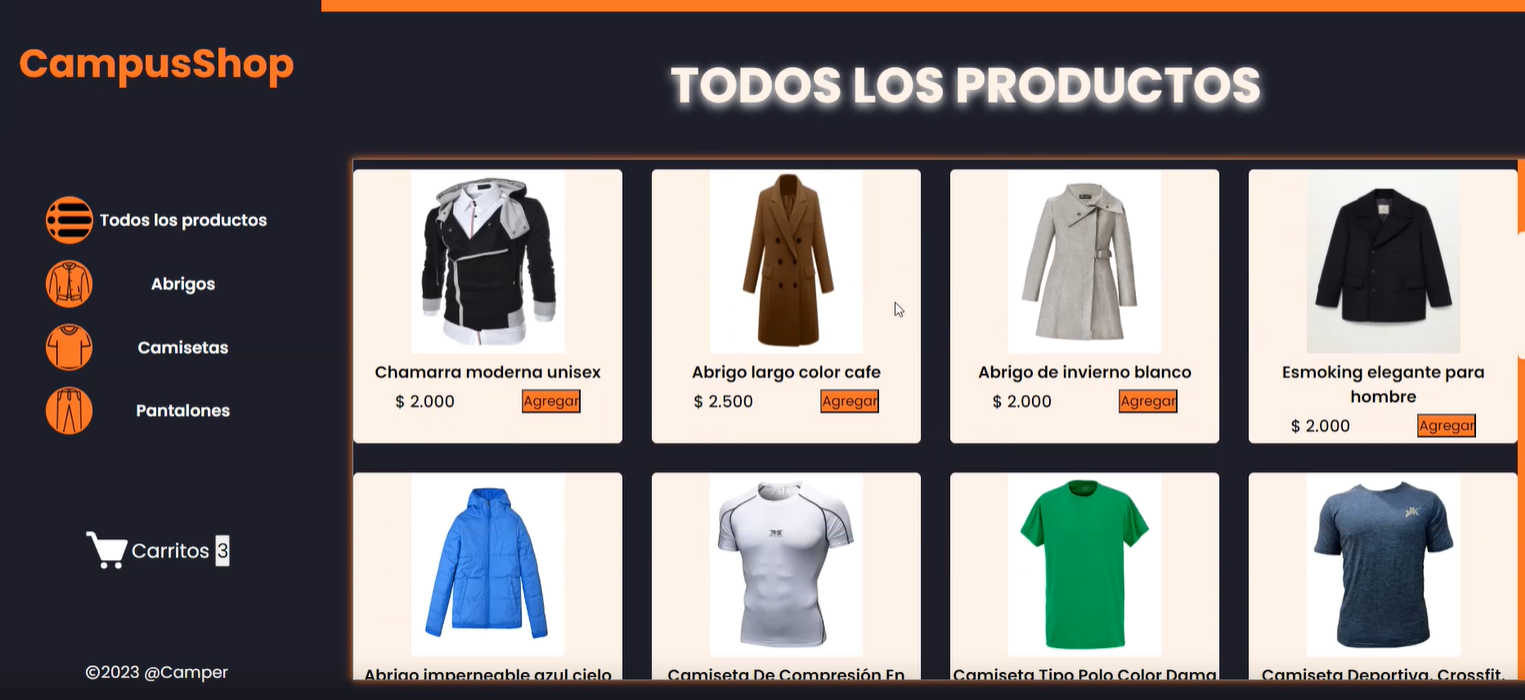 CampusShop
TODOS LOS PRODUCTOS
Todos los productos
Abrigos
Camisetas
Pantalones
Carritos 3
©2023 @Camper
Chamarra moderna unisex
$ 2.000 Agregar
Abrigo largo color cafe
$ 2.500 Agregar
Abrigo de invierno blanco
$ 2.000 Agregar
Esmoking elegante para
hombre
$ 2.000 Agregar
Abrigo impermeable azul cielo
Camiseta De Compresión En
Camiseta Tipo Polo Color Dama
Camiseta Deportiva, Crossfit,